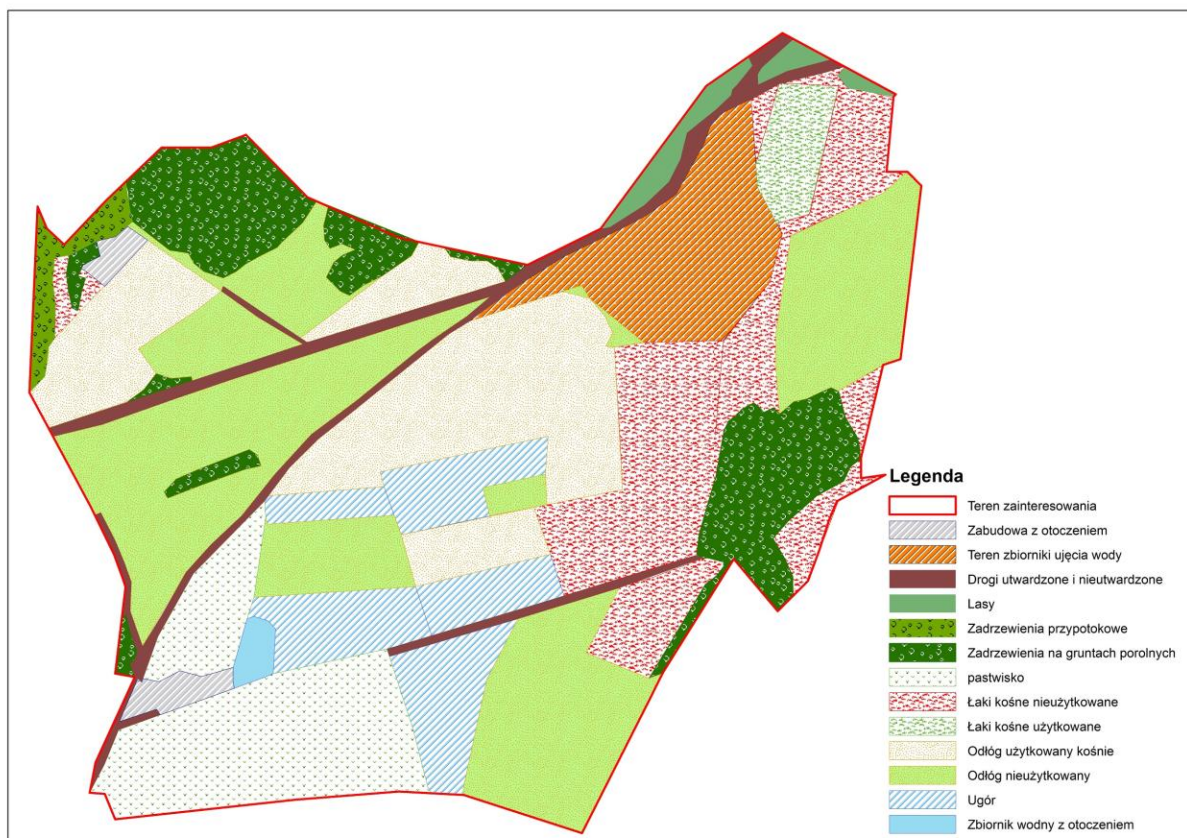 Legenda
Teren zainteresowania
Zabudowa z otoczeniem
Teren zbiorniki ujęcia wody
Drogi utwardzone i nieutwardzone
Lasy
Zadrzewienia przypotokowe
Zadrzewienia na gruntach porolnych
pastwisko
Łaki kośne nieużytkowane
Łaki kośne użytkowane
Odłóg użytkowany kośnie
Odłóg nieużytkowany
Ugór
Zbiornik wodny z otoczeniem